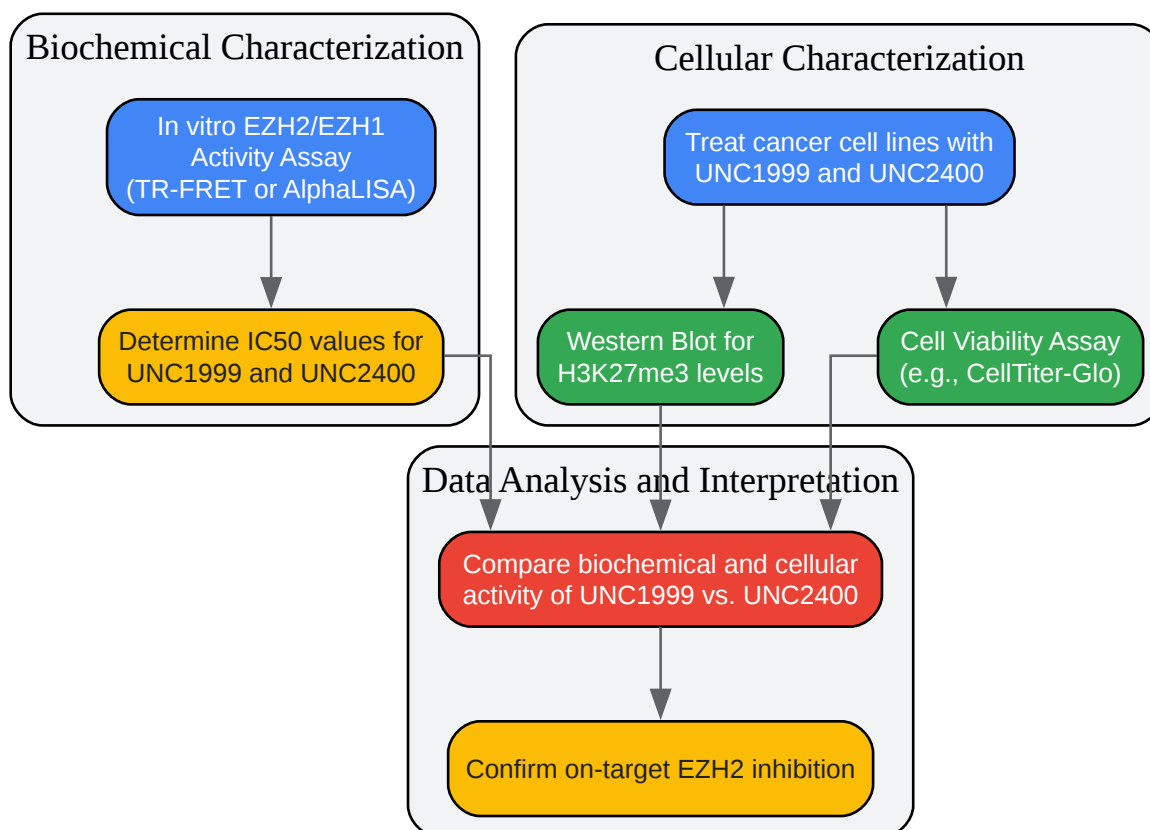 Biochemical Characterization
In vitro EZH2/EZH1
Activity Assay
(TR-FRET or AlphaLISA)
Determine IC50 values for
UNC1999 and UNC2400
Cellular Characterization
Treat cancer cell lines with
UNC1999 and UNC2400
Western Blot for
H3K27me3 levels
Cell Viability Assay
(e.g., CellTiter-Glo)
Data Analysis and Interpretation
Compare biochemical and cellular
activity of UNC1999 vs. UNC2400
Confirm on-target EZH2 inhibition